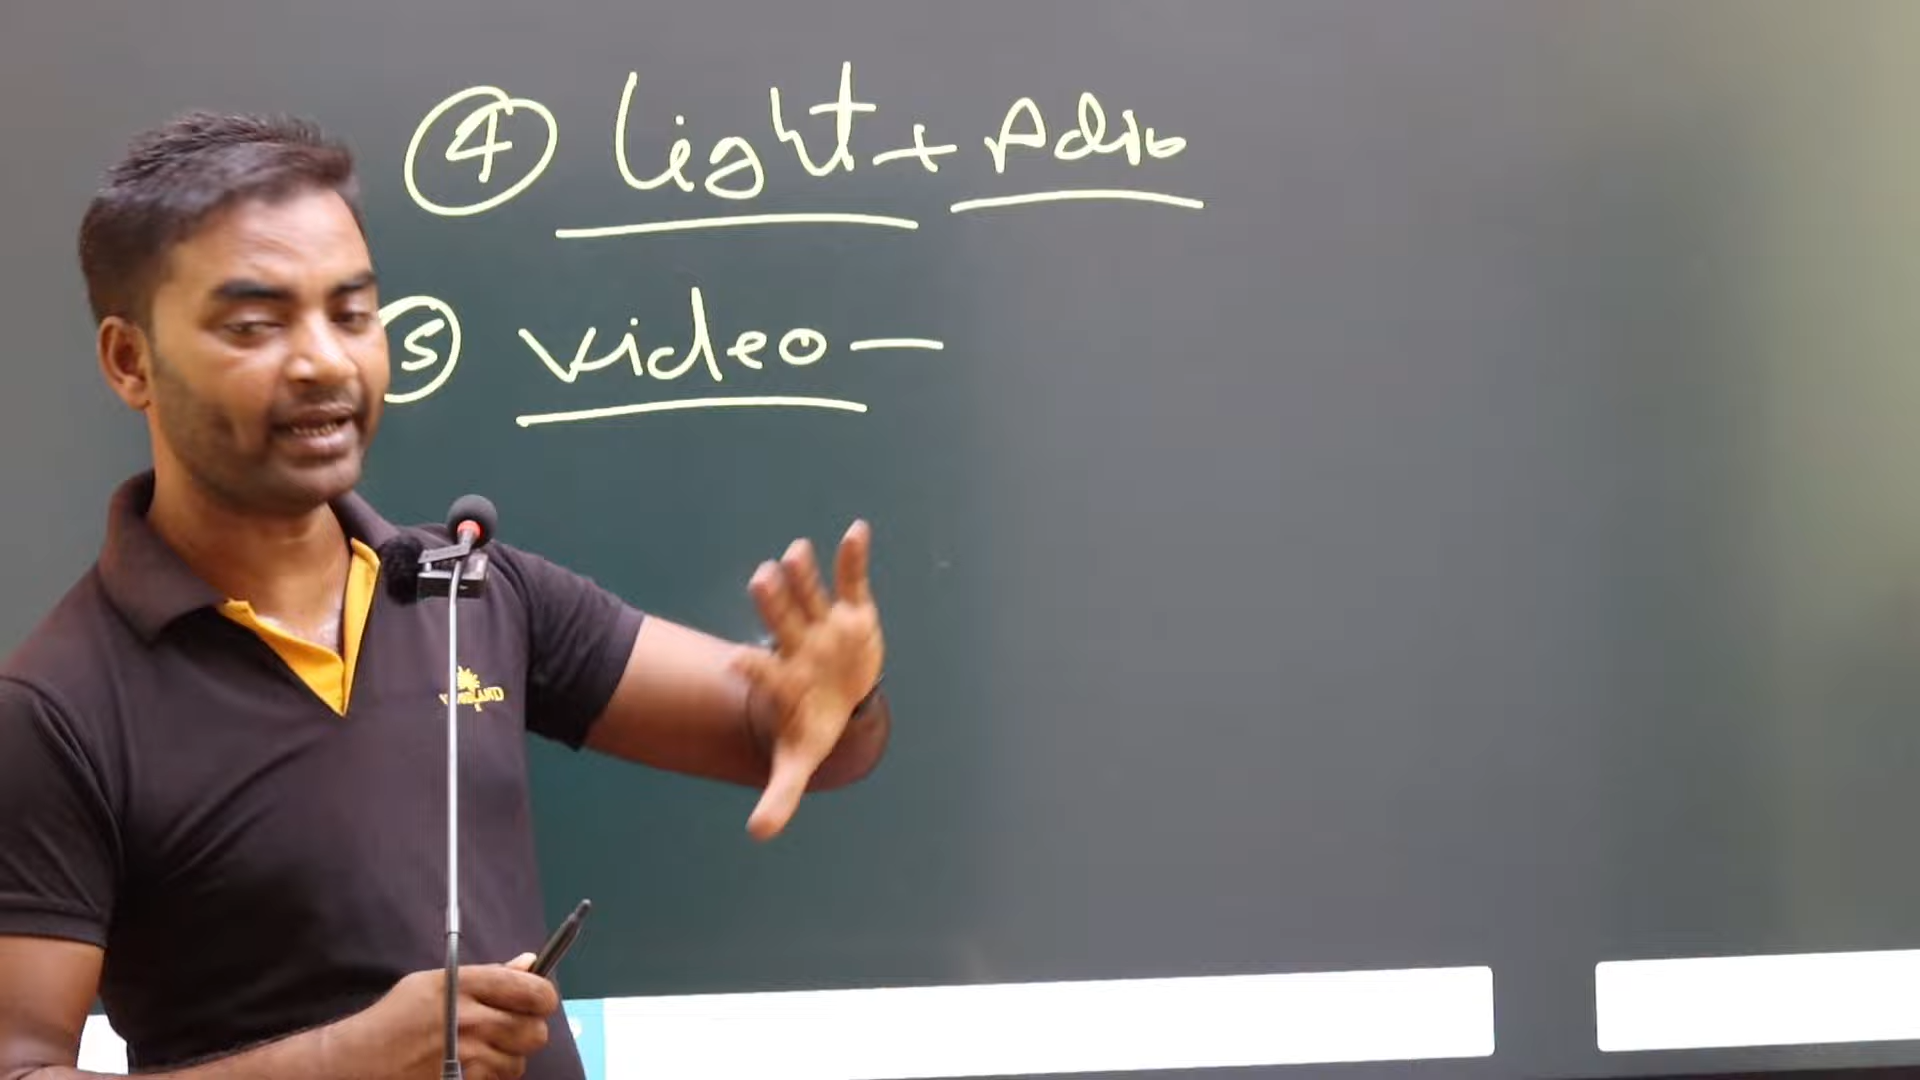 ④ light + Adio
⑤ video —